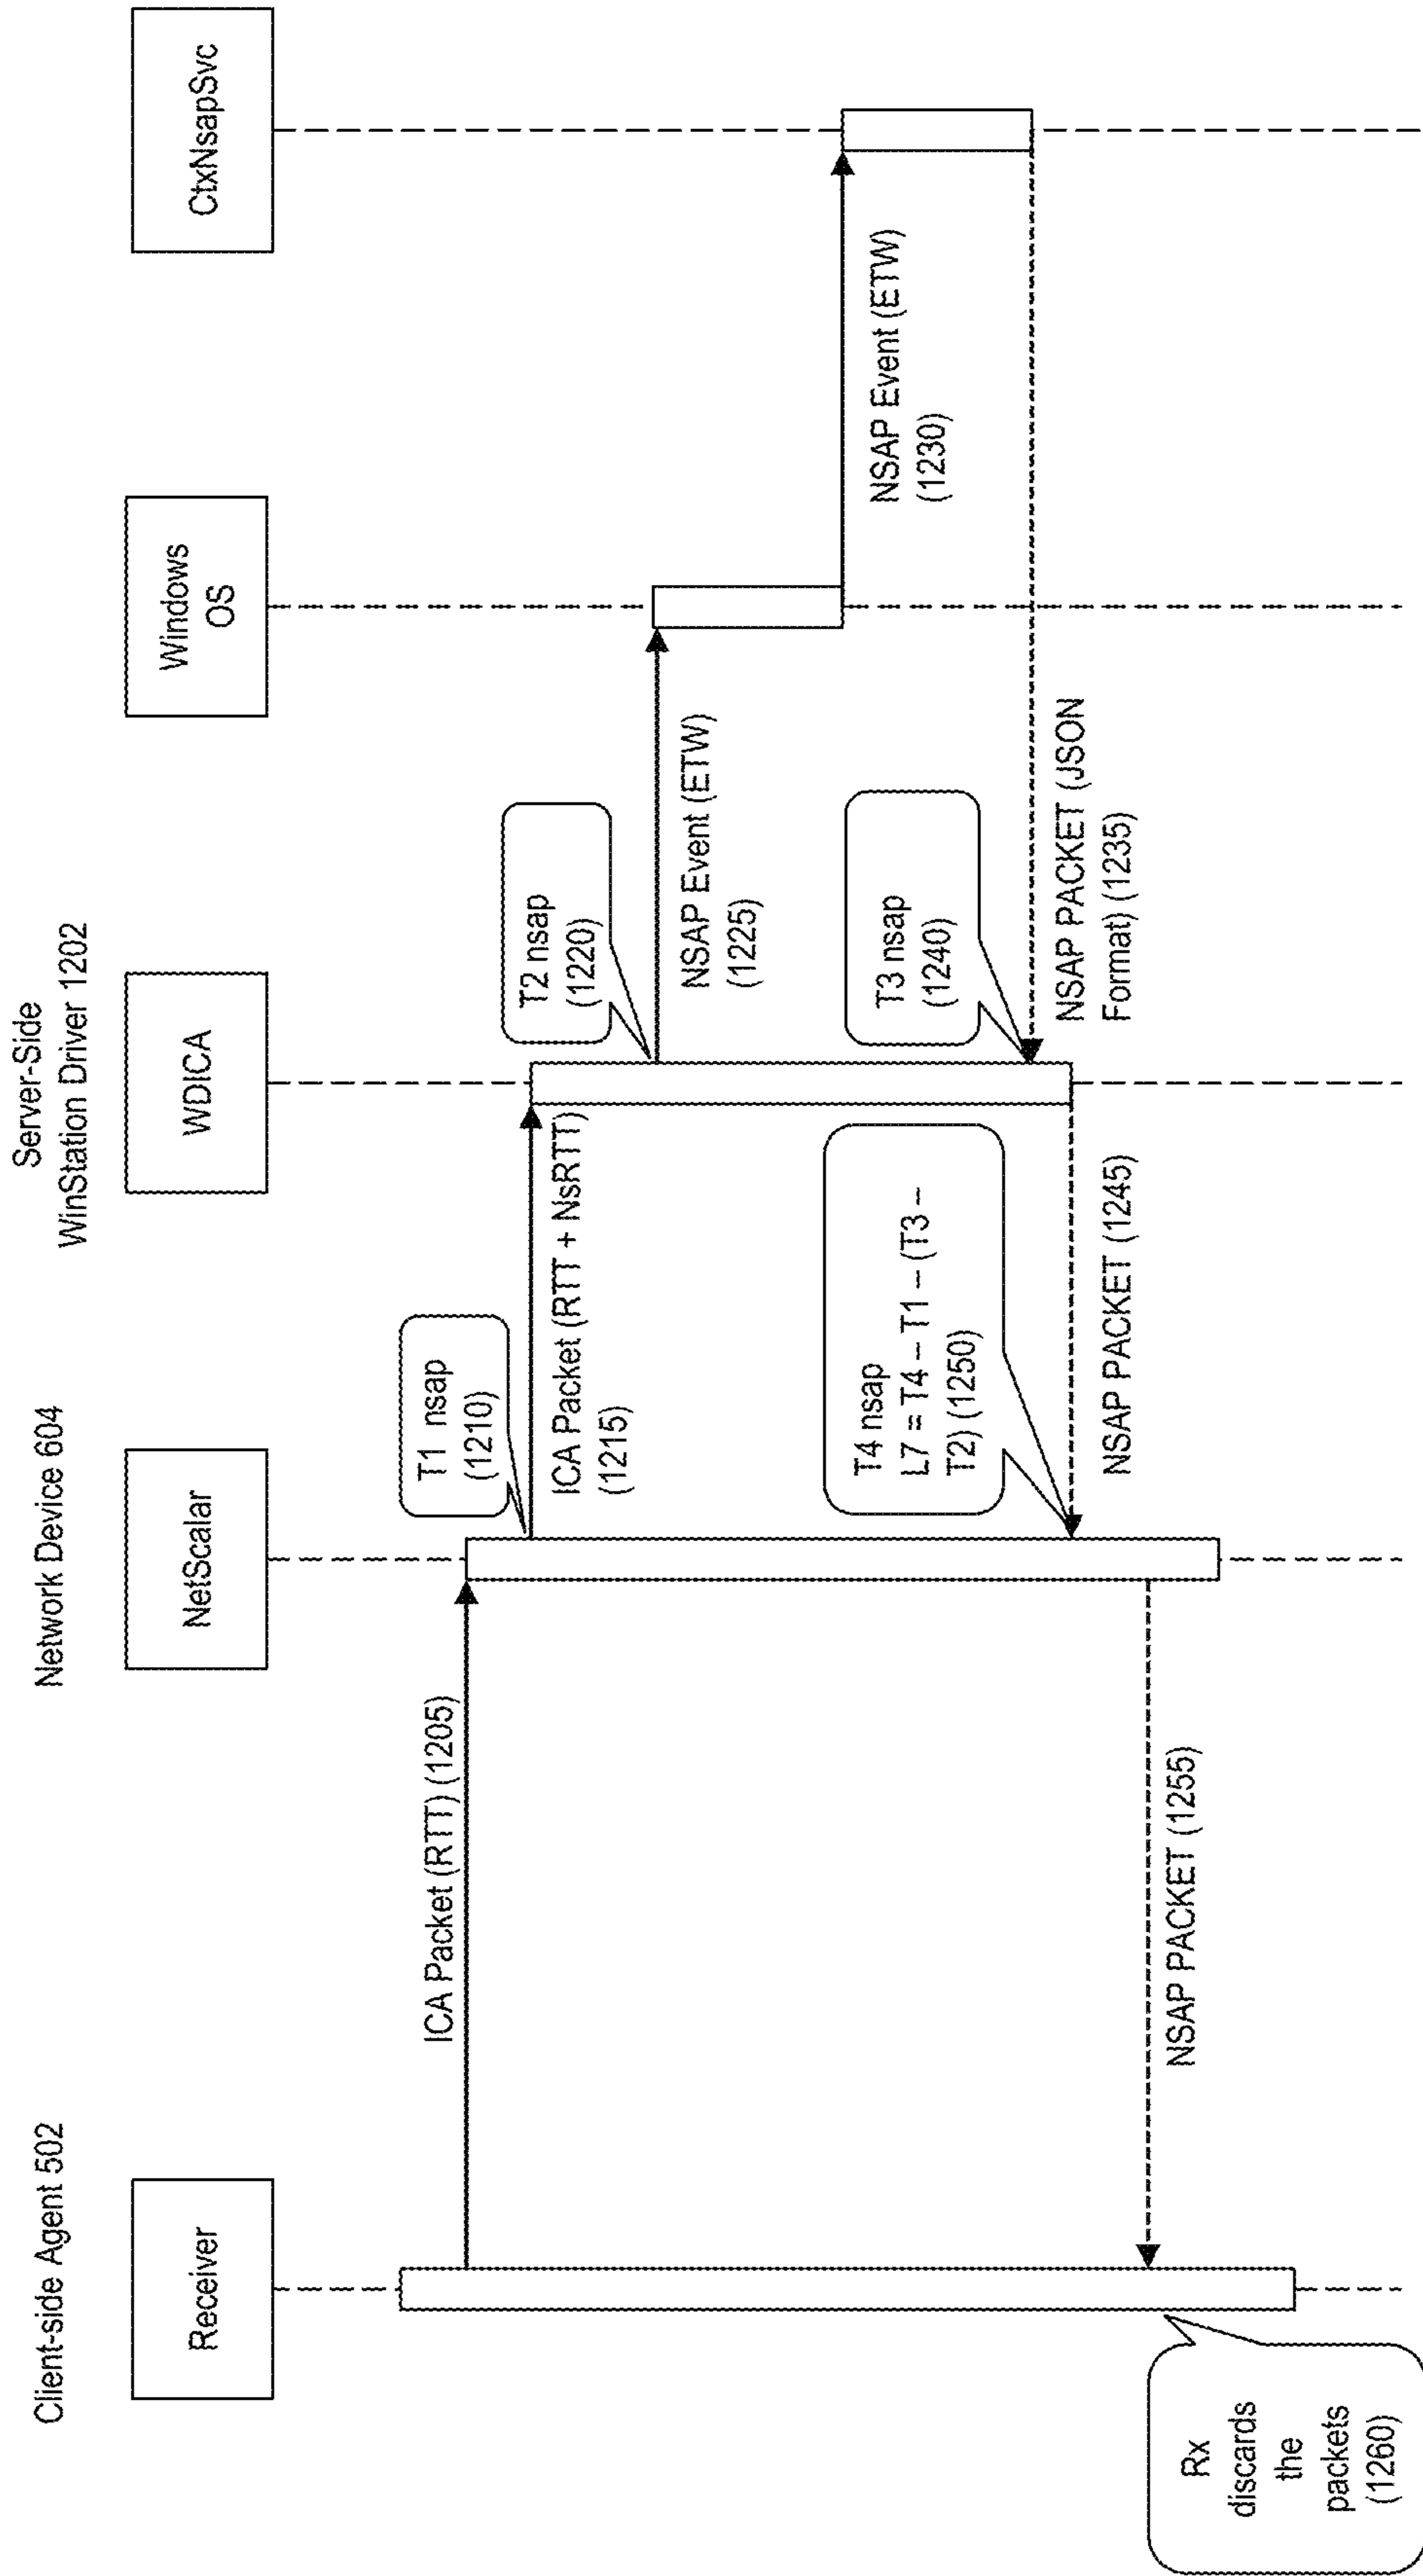 Client-side Agent 502
Network Device 604
Server-Side
WinStation Driver 1202
Receiver
NetScalar
WDICA
Windows
OS
CtxNsapSvc
ICA Packet (RTT) (1205)
T1 nsap
(1210)
ICA Packet (RTT + NsRTT)
(1215)
T2 nsap
(1220)
NSAP Event (ETW)
(1225)
NSAP Event (ETW)
(1230)
NSAP PACKET (JSON
Format) (1235)
T3 nsap
(1240)
NSAP PACKET (1245)
T4 nsap
L7 = T4 – T1 – (T3 –
T2) (1250)
NSAP PACKET (1255)
Rx
discards
the
packets
(1260)